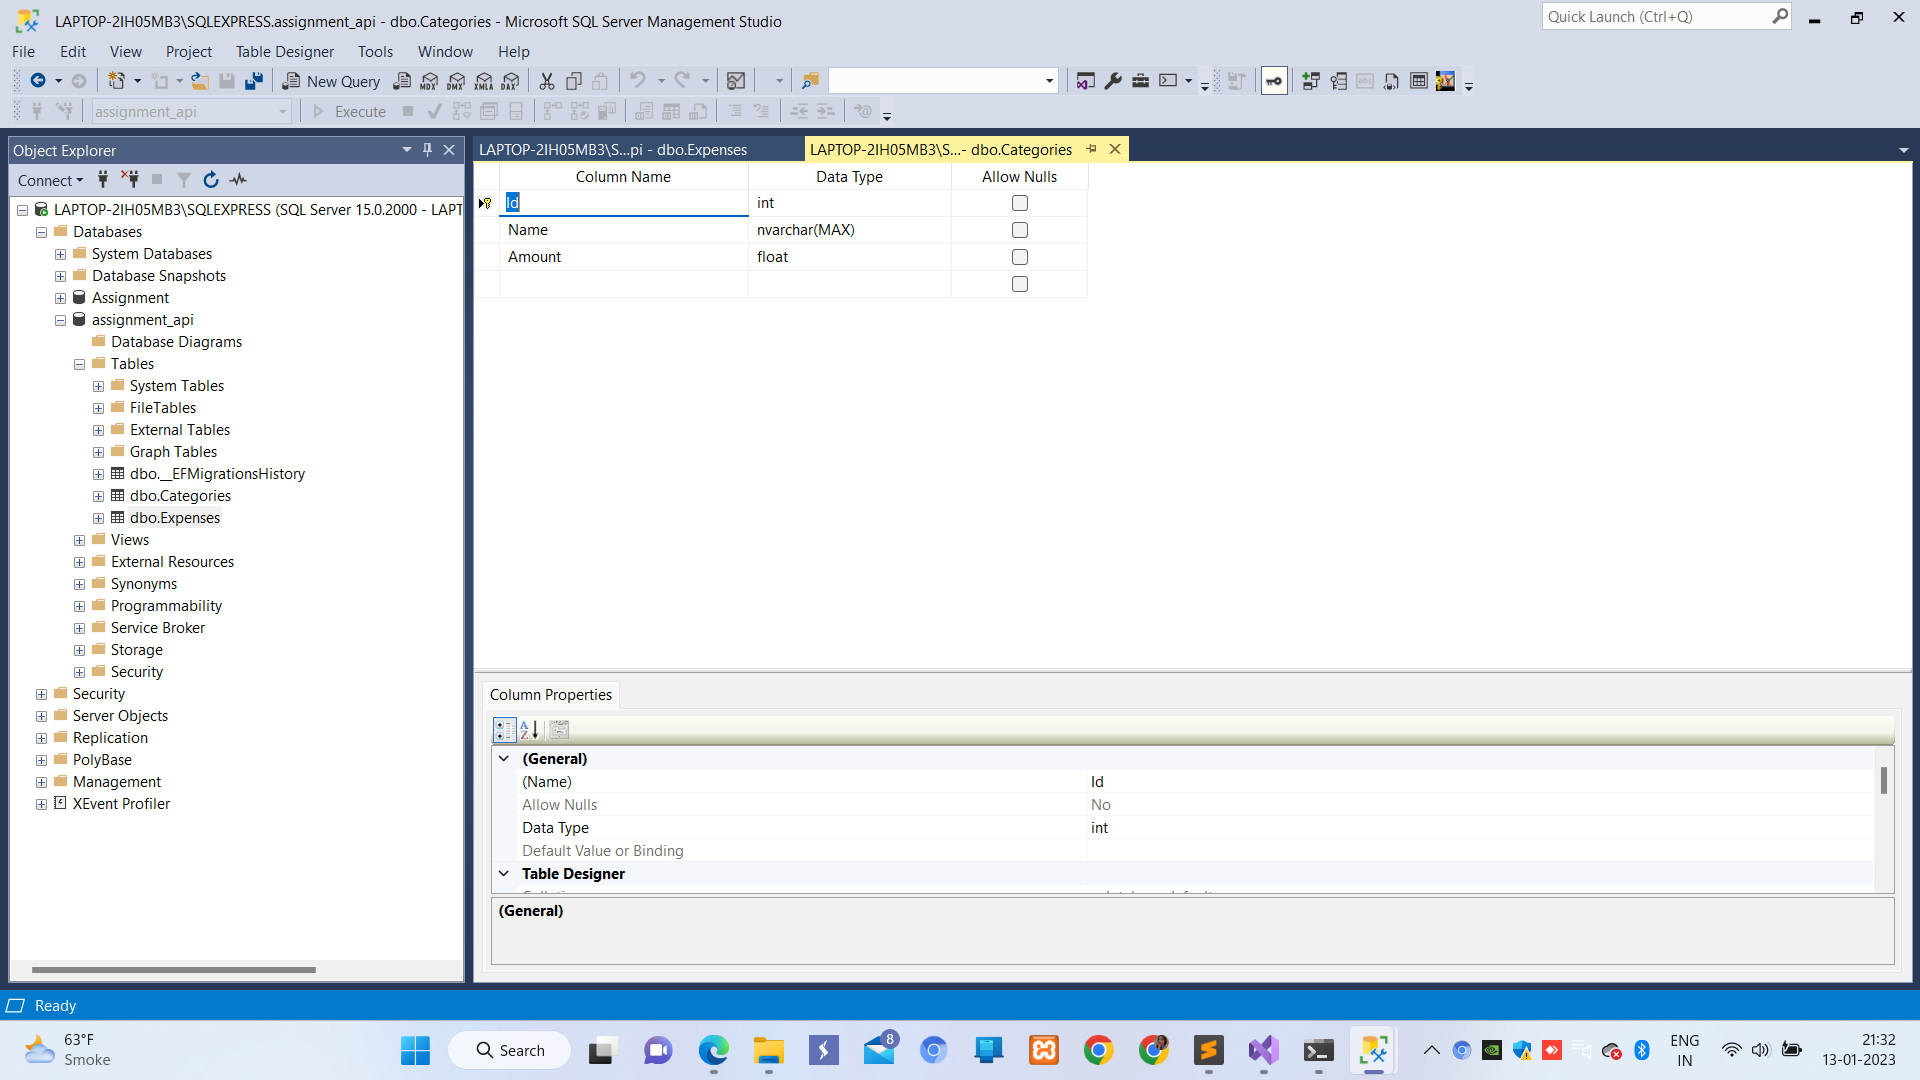 LAPTOP-2IH05MB3\SQLEXPRESS.assignment_api - dbo.Categories - Microsoft SQL Server Management Studio
Quick Launch (Ctrl+Q)
File Edit View Project Table Designer Tools Window Help
New Query MDX DMX XMLA DAX
assignment_api Execute
Object Explorer
LAPTOP-2IH05MB3\S...pi - dbo.Expenses
LAPTOP-2IH05MB3\S...- dbo.Categories
Connect
LAPTOP-2IH05MB3\SQLEXPRESS (SQL Server 15.0.2000 - LAPT
Databases
System Databases
Database Snapshots
Assignment
assignment_api
Database Diagrams
Tables
System Tables
FileTables
External Tables
Graph Tables
dbo.__EFMigrationsHistory
dbo.Categories
dbo.Expenses
Views
External Resources
Synonyms
Programmability
Service Broker
Storage
Security
Security
Server Objects
Replication
PolyBase
Management
XEvent Profiler
Column Name Data Type Allow Nulls
Id int
Name nvarchar(MAX)
Amount float
Column Properties
(General)
(Name) Id
Allow Nulls No
Data Type int
Default Value or Binding
Table Designer
(General)
Ready
63°F
Smoke
Search
8
ENG
IN
21:32
13-01-2023